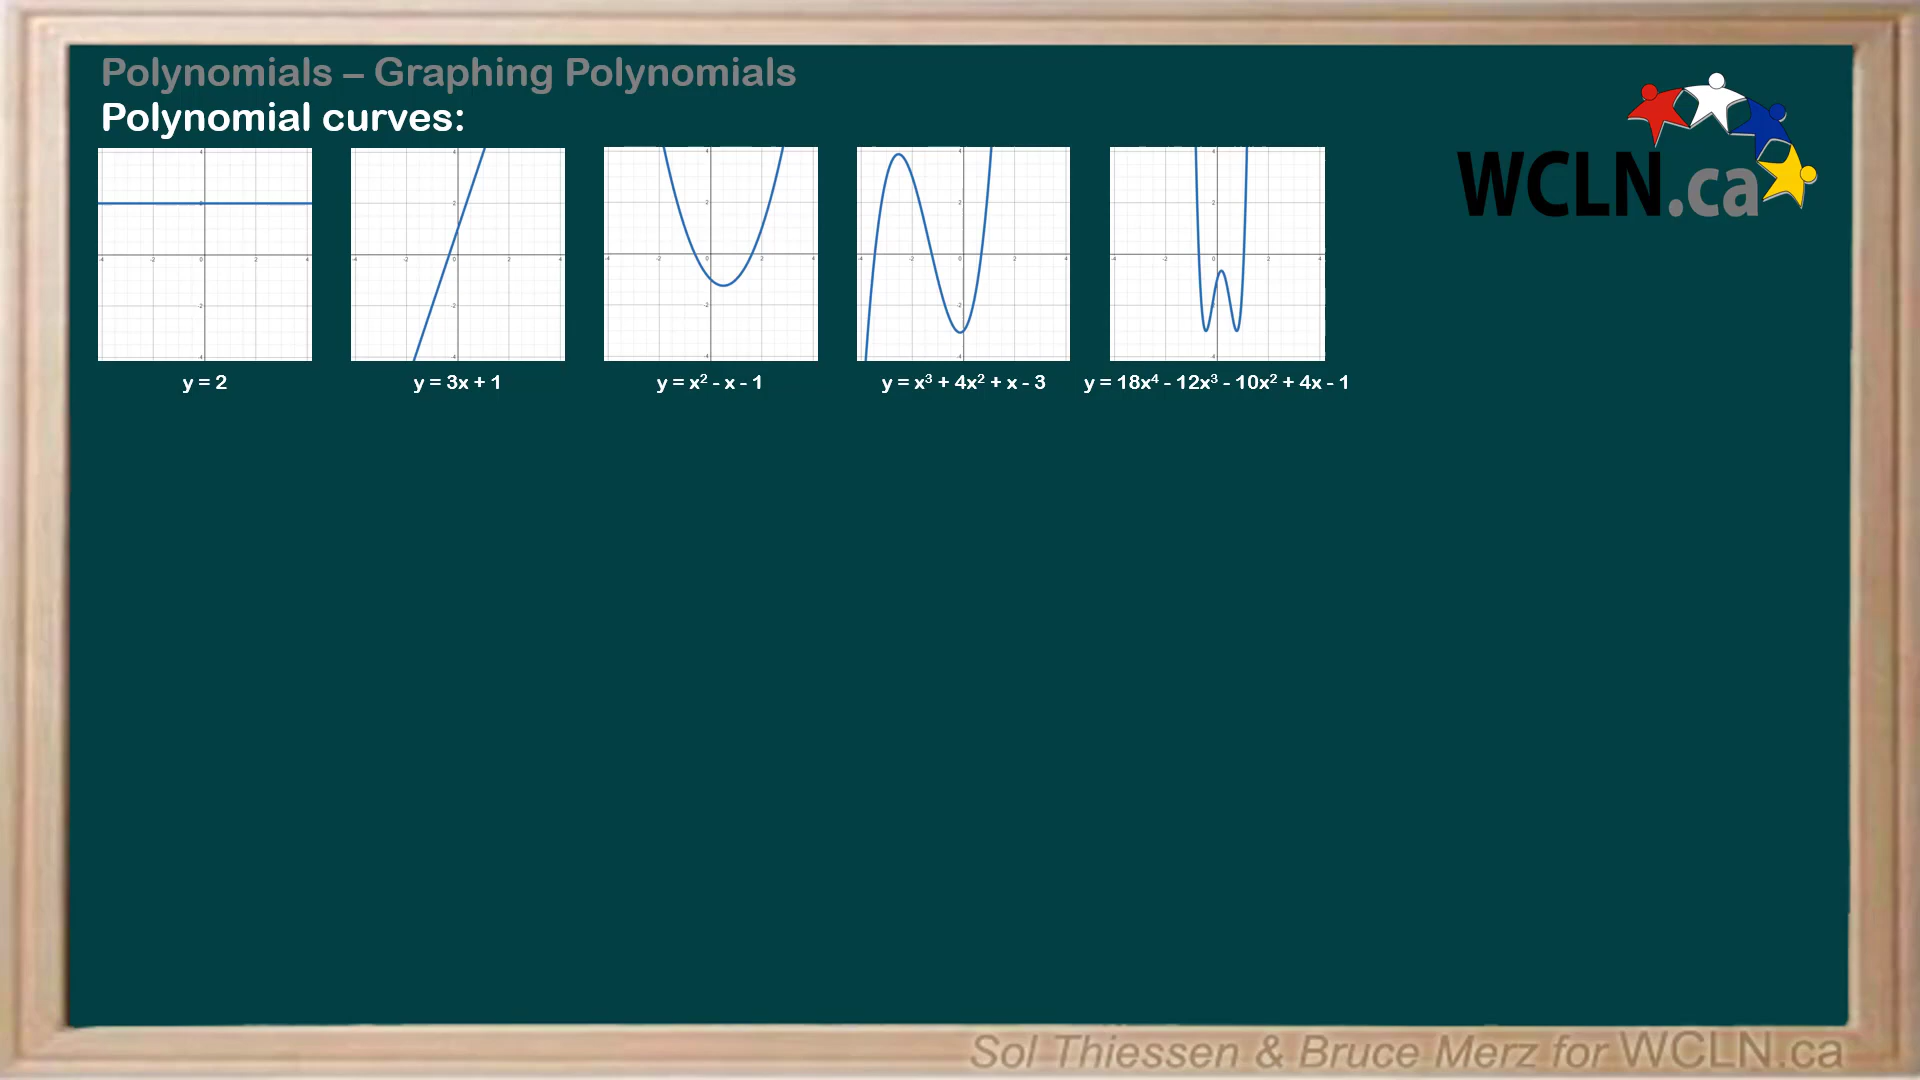 Polynomials – Graphing Polynomials
Polynomial curves:
WCLN.ca
y = 2
y = 3x + 1
y = x² - x - 1
y = x³ + 4x² + x - 3
y = 18x⁴ - 12x³ - 10x² + 4x - 1
Sol Thiessen & Bruce Merz for WCLN.ca